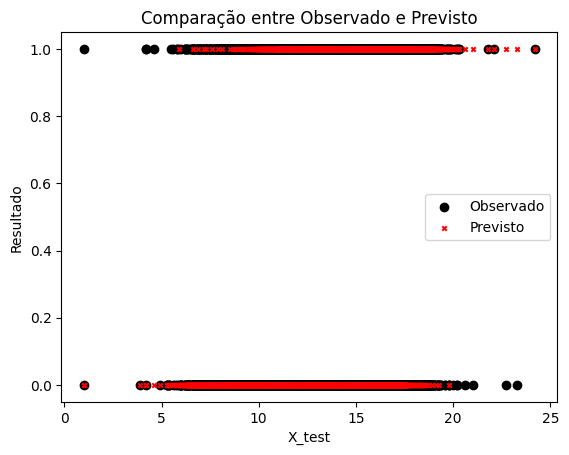 Comparação entre Observado e Previsto
1.0
0.8
0.6
0.4
0.2
0.0
Resultado
Observado
Previsto
0
5
10
15
20
25
X_test